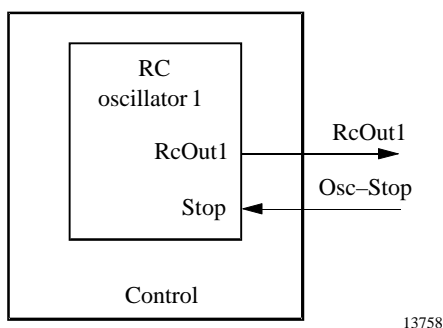 RC
oscillator 1
RcOut1
RcOut1
Osc–Stop
Stop
Control
13758